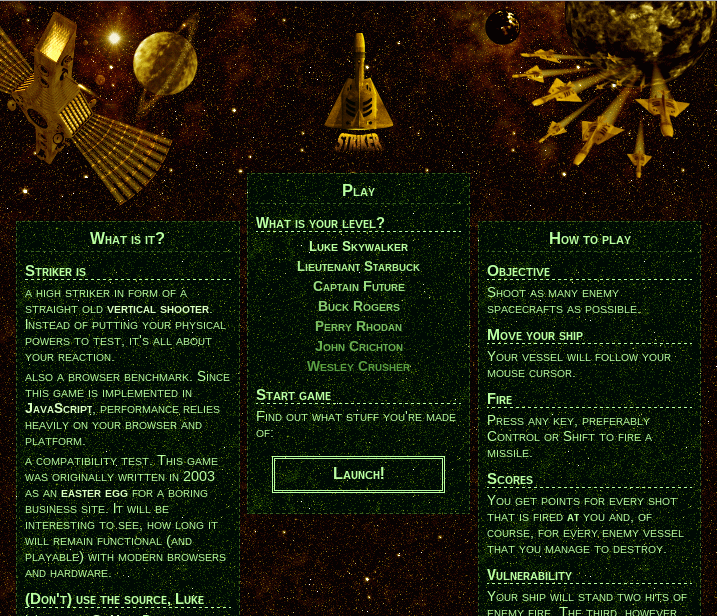 STRIKER
Play
What is your level?
Luke Skywalker
Lieutenant Starbuck
Captain Future
Buck Rogers
Perry Rhodan
John Crichton
Wesley Crusher
Start game
Find out what stuff you're made
of:
Launch!
What is it?
Striker is
a high striker in form of a
straight old vertical shooter.
Instead of putting your physical
powers to test, it's all about
your reaction.
also a browser benchmark. Since
this game is implemented in
JavaScript, performance relies
heavily on your browser and
platform.
a compatibility test. This game
was originally written in 2003
as an easter egg for a boring
business site. It will be
interesting to see, how long it
will remain functional (and
playable) with modern browsers
and hardware.
(Don't) use the source, Luke
How to play
Objective
Shoot as many enemy
spacecrafts as possible.
Move your ship
Your vessel will follow your
mouse cursor.
Fire
Press any key, preferably
Control or Shift to fire a
missile.
Scores
You get points for every shot
that is fired at you and, of
course, for every enemy vessel
that you manage to destroy.
Vulnerability
Your ship will stand two hits of
enemy fire. The third, however,